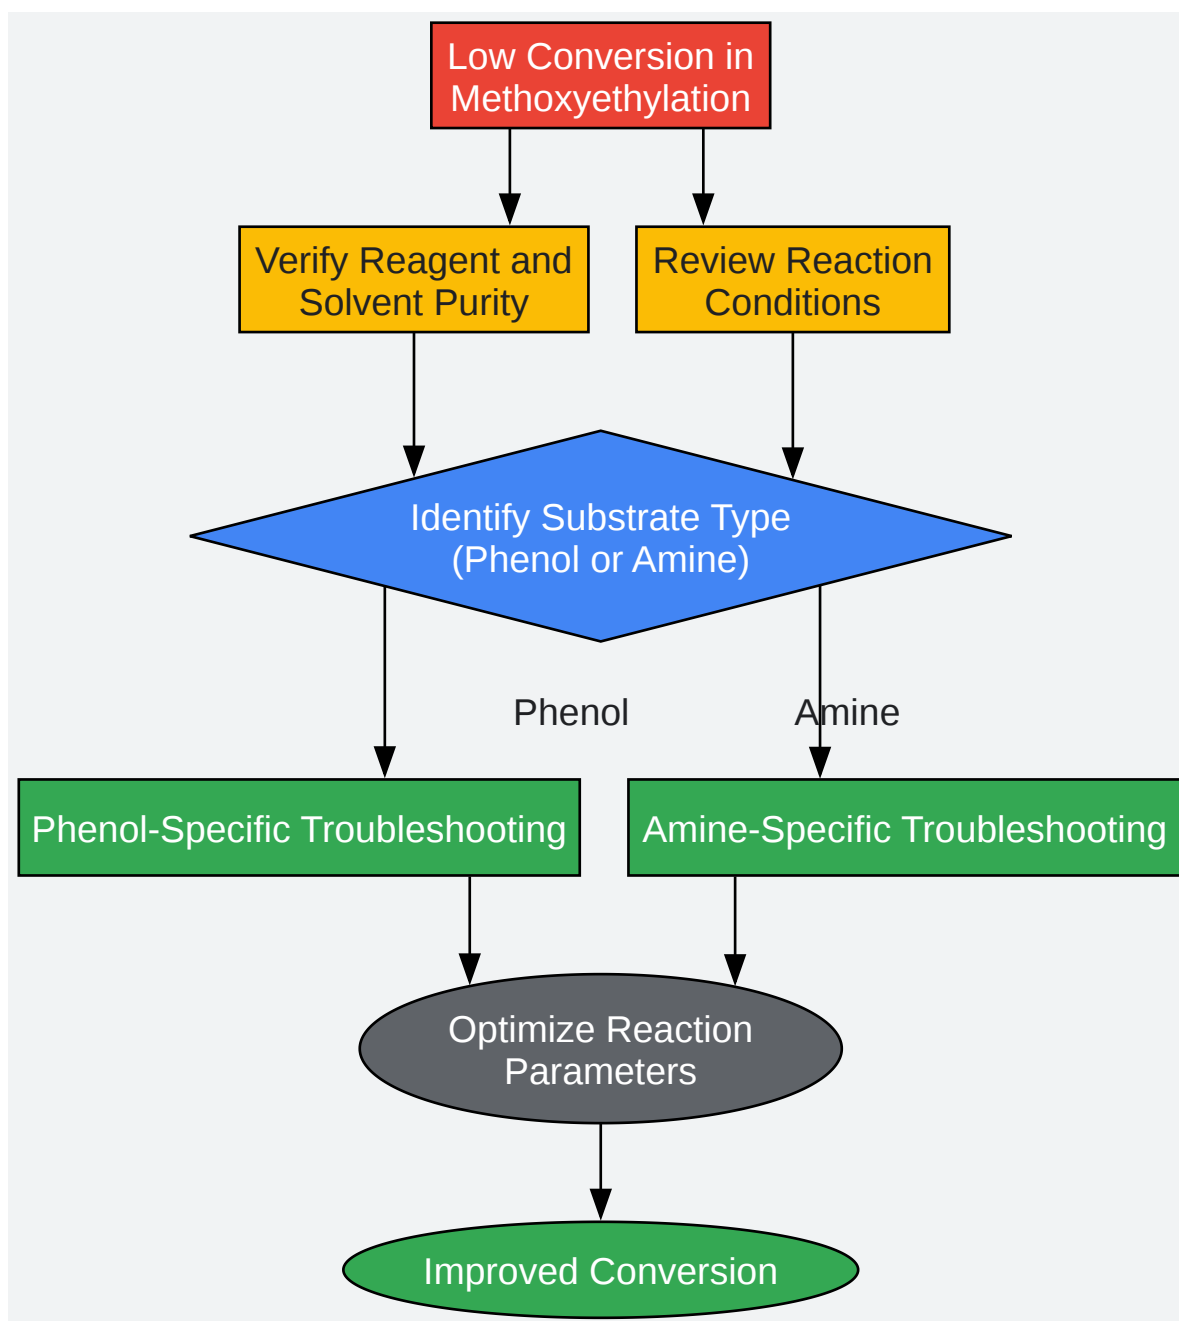 Low Conversion in
Methoxyethylation
Verify Reagent and
Solvent Purity
Review Reaction
Conditions
Identify Substrate Type
(Phenol or Amine)
Phenol
Amine
Phenol-Specific Troubleshooting
Amine-Specific Troubleshooting
Optimize Reaction
Parameters
Improved Conversion